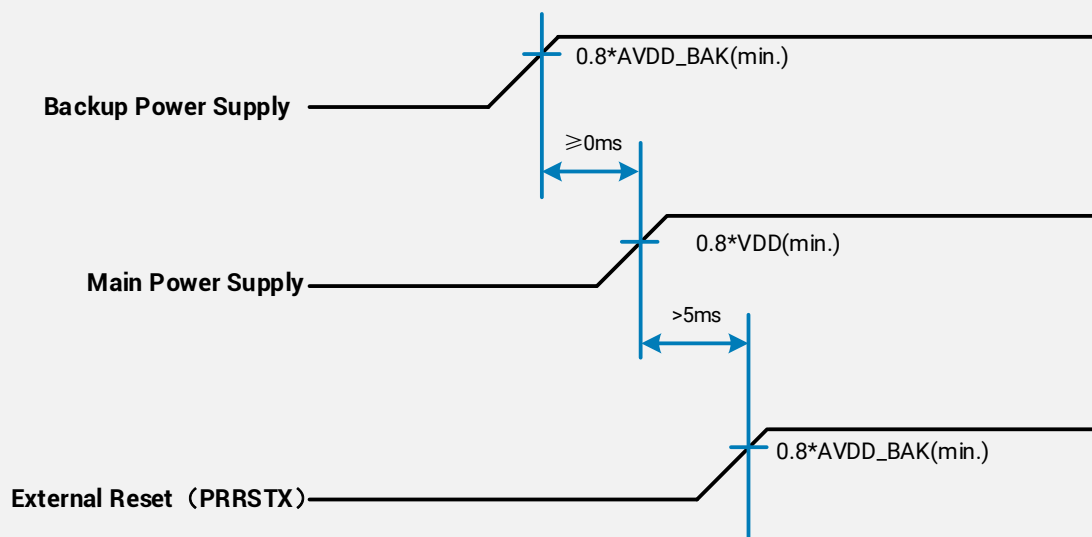 0.8*AVDD_BAK(min.)
Backup Power Supply
≥0ms
0.8*VDD(min.)
Main Power Supply
>5ms
0.8*AVDD_BAK(min.)
External Reset（PRRSTX）